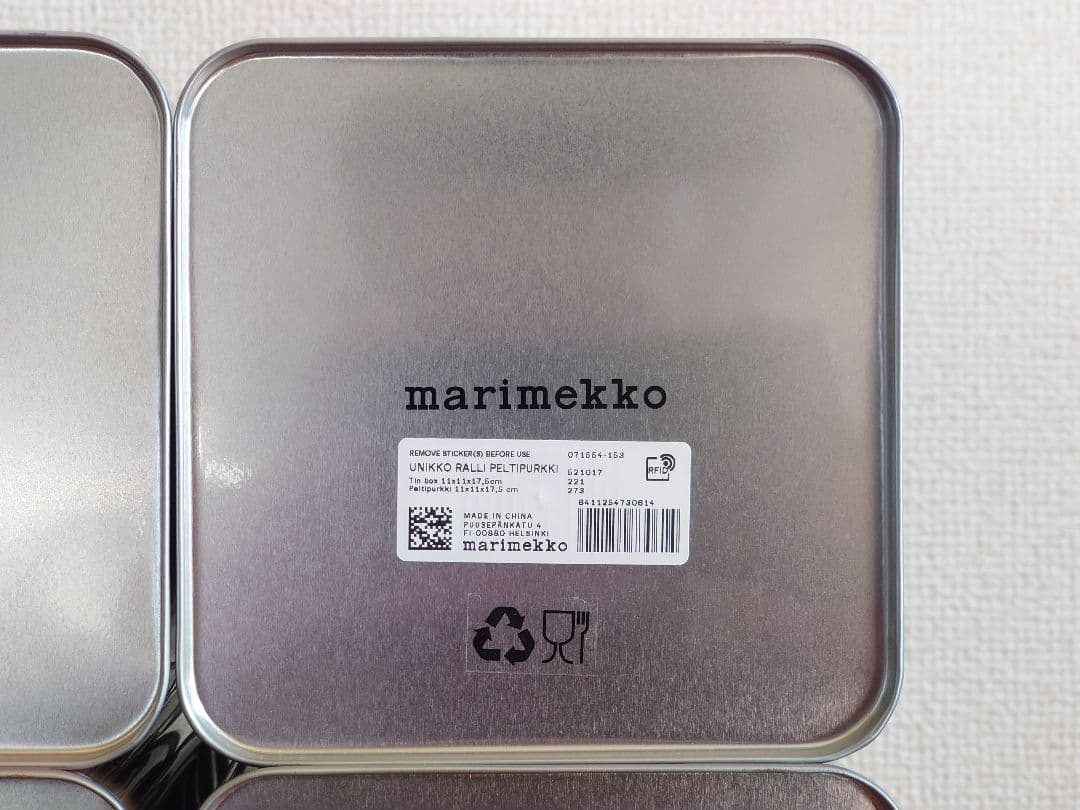 marimekko
REMOVE STICKER(S) BEFORE USE 071554-153
UNIKKO RALLI PELTIPURKKI 521017
Tin box 11x11x17,5cm 221
Peltipurkki 11x11x17,5 cm 273
RFID
6411254730614
MADE IN CHINA
PUUSEPÄNKATU 4
FI-00880 HELSINKI
marimekko